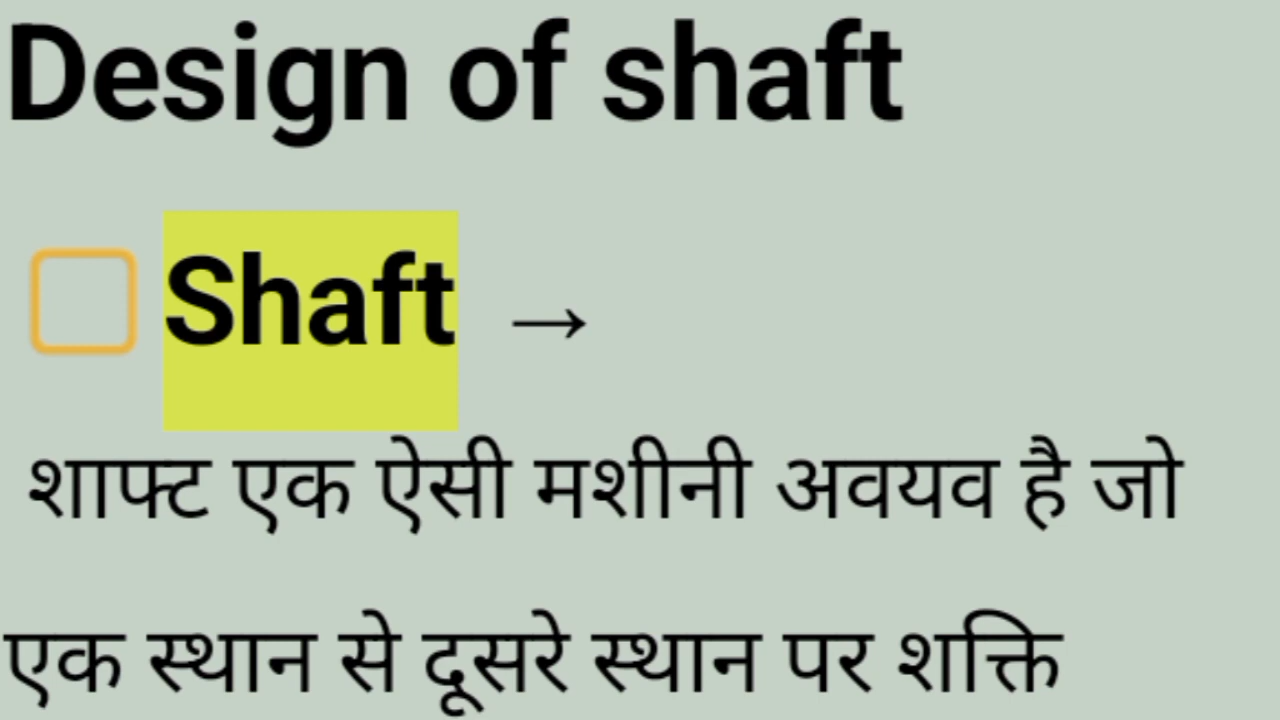 Design of shaft
Shaft →
शाफ्ट एक ऐसी मशीनी अवयव है जो
एक स्थान से दूसरे स्थान पर शक्ति